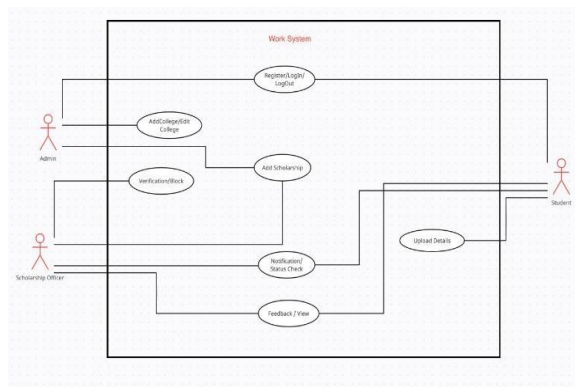 Work System
Register/LogIn/
LogOut
AddCollege/Edit
College
Admin
Add Scholarship
Verification/Block
Student
Upload Details
Scholarship Officer
Notification/
Status Check
Feedback / View